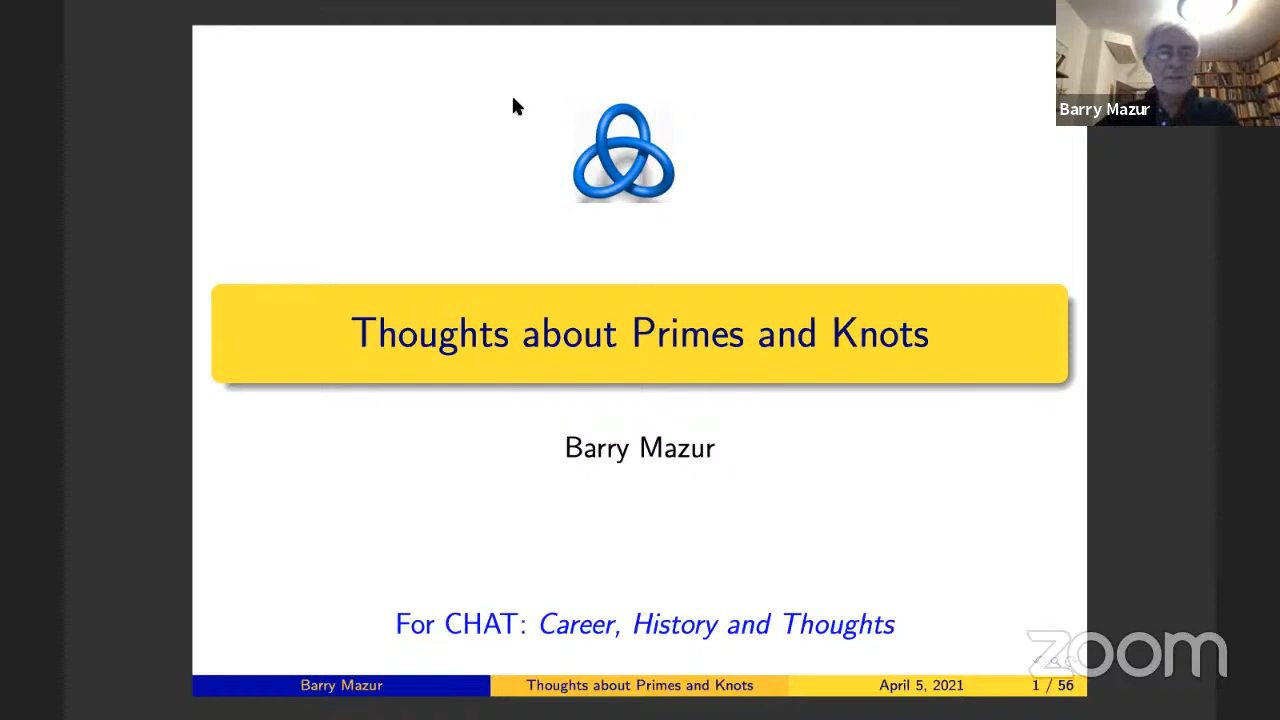 Barry Mazur
Thoughts about Primes and Knots
Barry Mazur
For CHAT: Career, History and Thoughts
zoom
Barry Mazur Thoughts about Primes and Knots April 5, 2021 1 / 56